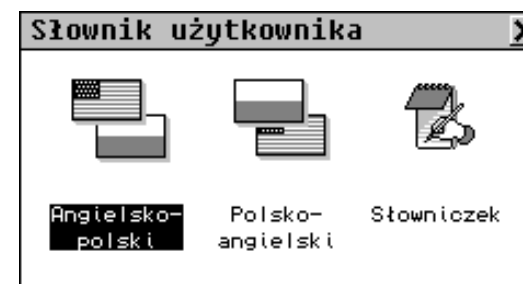 Słownik użytkownika X
Angielsko-
polski
Polsko-
angielski
Słowniczek